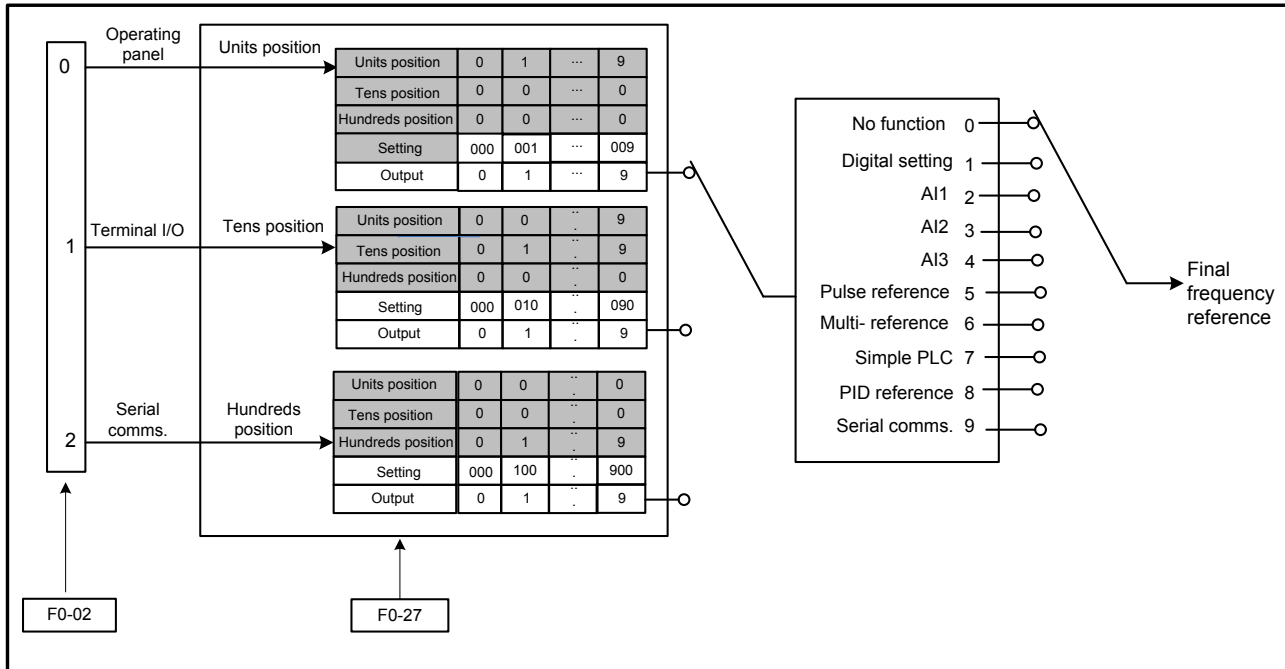 Operating
panel
Units position
0
Units position 0 1 ... 9
Tens position 0 0 ... 0
Hundreds position 0 0 ... 0
Setting 000 001 ... 009
Output 0 1 ... 9
Terminal I/O
Tens position
1
Units position 0 0 ... 9
Tens position 0 1 ... 9
Hundreds position 0 0 ... 0
Setting 000 010 ... 090
Output 0 1 ... 9
Serial
comms.
Hundreds
position
2
Units position 0 0 ... 0
Tens position 0 0 ... 0
Hundreds position 0 1 ... 9
Setting 000 100 ... 900
Output 0 1 ... 9
F0-02
F0-27
No function 0
Digital setting 1
AI1 2
AI2 3
AI3 4
Pulse reference 5
Multi- reference 6
Simple PLC 7
PID reference 8
Serial comms. 9
Final
frequency
reference